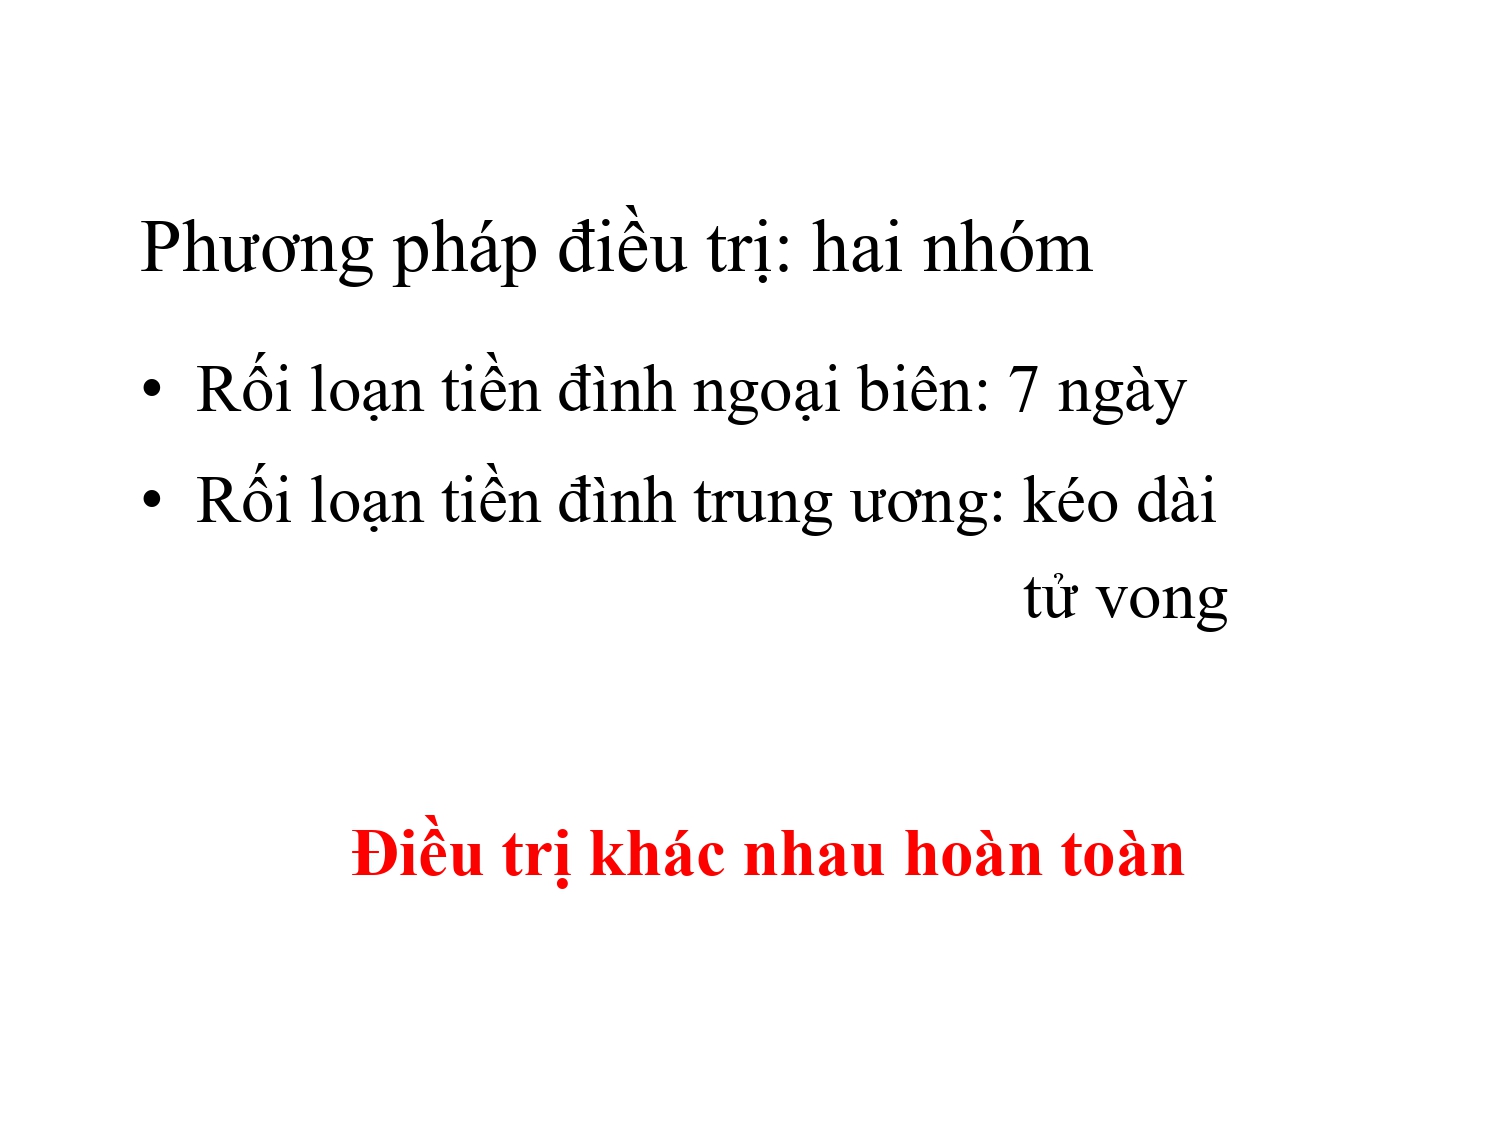 Phương pháp điều trị: hai nhóm
• Rối loạn tiền đình ngoại biên: 7 ngày
• Rối loạn tiền đình trung ương: kéo dài
tử vong
Điều trị khác nhau hoàn toàn